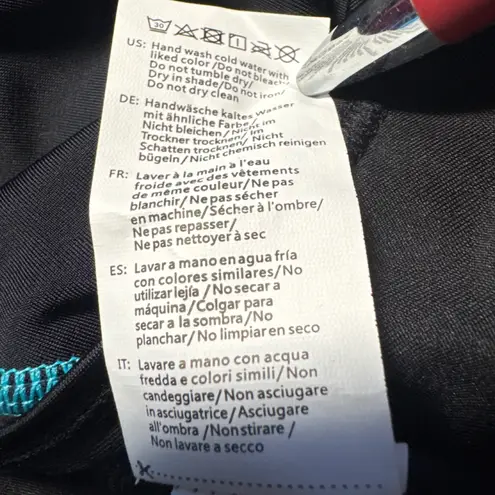 30
US: Hand wash cold water with
liked color/Do not bleach/
Do not tumble dry/
Dry in shade/Do not iron/
Do not dry clean
DE: Handwäsche kaltes Wasser
mit ähnliche Farbe/
Nicht bleichen/Nicht im
Trockner trocknen/Im
Schatten trocknen/ Nicht
bügeln/Nicht chemisch reinigen
FR: Laver à la main à l'eau
froide avec des vêtements
de même couleur/Ne pas
blanchir/Ne pas sécher
en machine/Sécher à l'ombre/
Ne pas repasser/
Ne pas nettoyer à sec
ES: Lavar a mano en agua fría
con colores similares/No
utilizar lejía /No secar a
máquina/Colgar para
secar a la sombra/No
planchar/No limpiar en seco
IT: Lavare a mano con acqua
fredda e colori simili/Non
candeggiare/Non asciugare
in asciugatrice/Asciugare
all'ombra /Non stirare /
Non lavare a secco